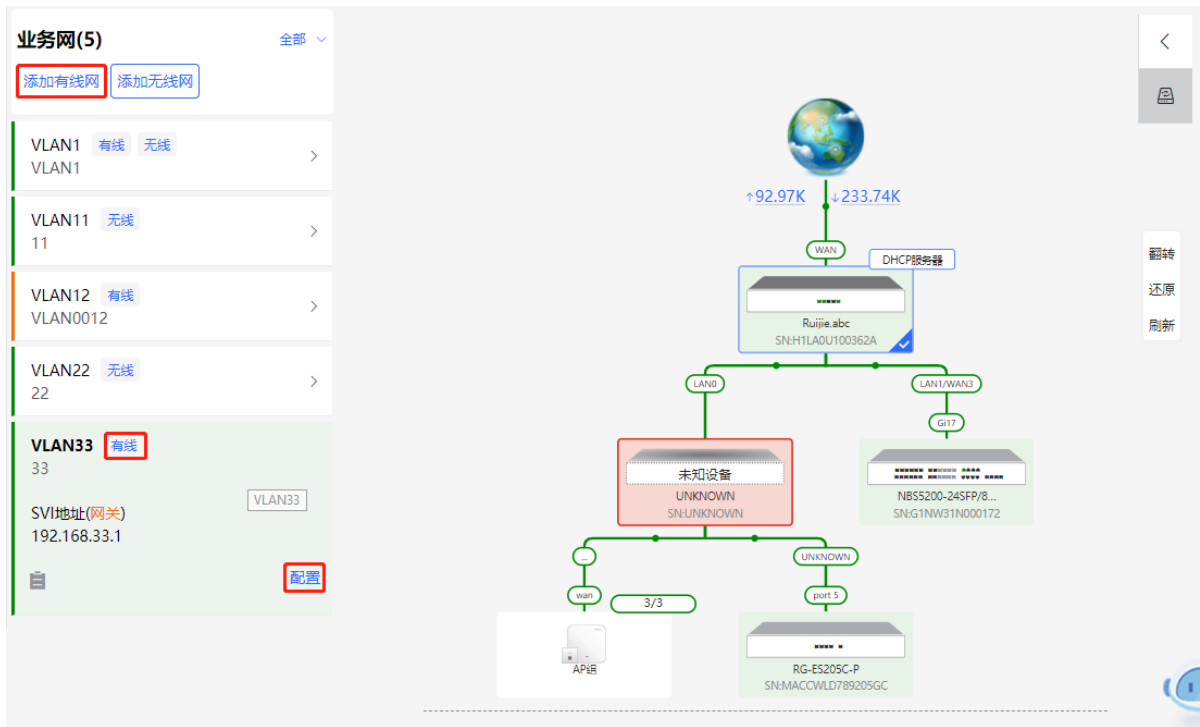 业务网(5)
全部
添加有线网 添加无线网
VLAN1 有线 无线
VLAN1
VLAN11 无线
11
VLAN12 有线
VLAN0012
VLAN22 无线
22
VLAN33 有线
33
VLAN33
SVI地址(网关)
192.168.33.1
配置
↑92.97K ↓233.74K
WAN
DHCP服务器
Ruijie.abc
SN:H1LA0U100362A
LAN0
LAN1/WAN3
Gi17
未知设备
UNKNOWN
SN:UNKNOWN
NBS5200-24SFP/8...
SN:G1NW31N000172
...
UNKNOWN
wan
3/3
port 5
AP组
RG-ES205C-P
SN:MACCWLD789205GC
翻转
还原
刷新